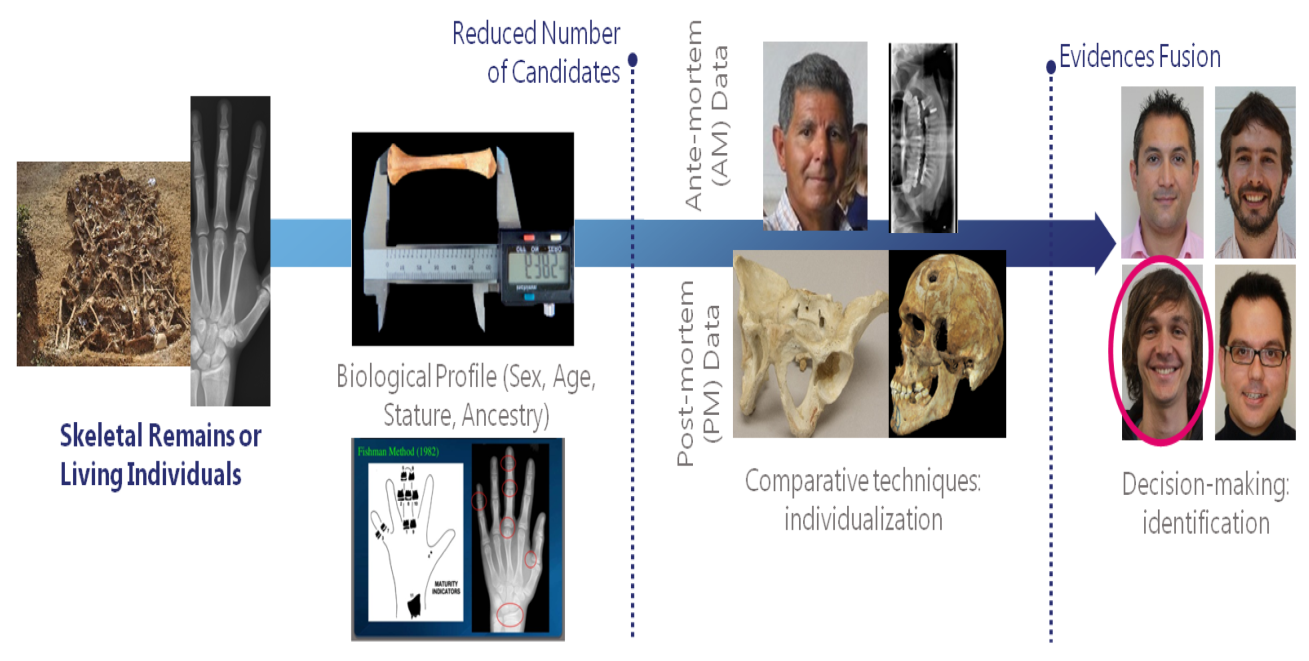 Reduced Number
of Candidates
Ante-mortem
(AM) Data
Evidences Fusion
Biological Profile (Sex, Age,
Stature, Ancestry)
Post-mortem
(PM) Data
Skeletal Remains or
Living Individuals
Fishman Method (1982)
MATURITY
INDICATORS
Comparative techniques:
individualization
Decision-making:
identification